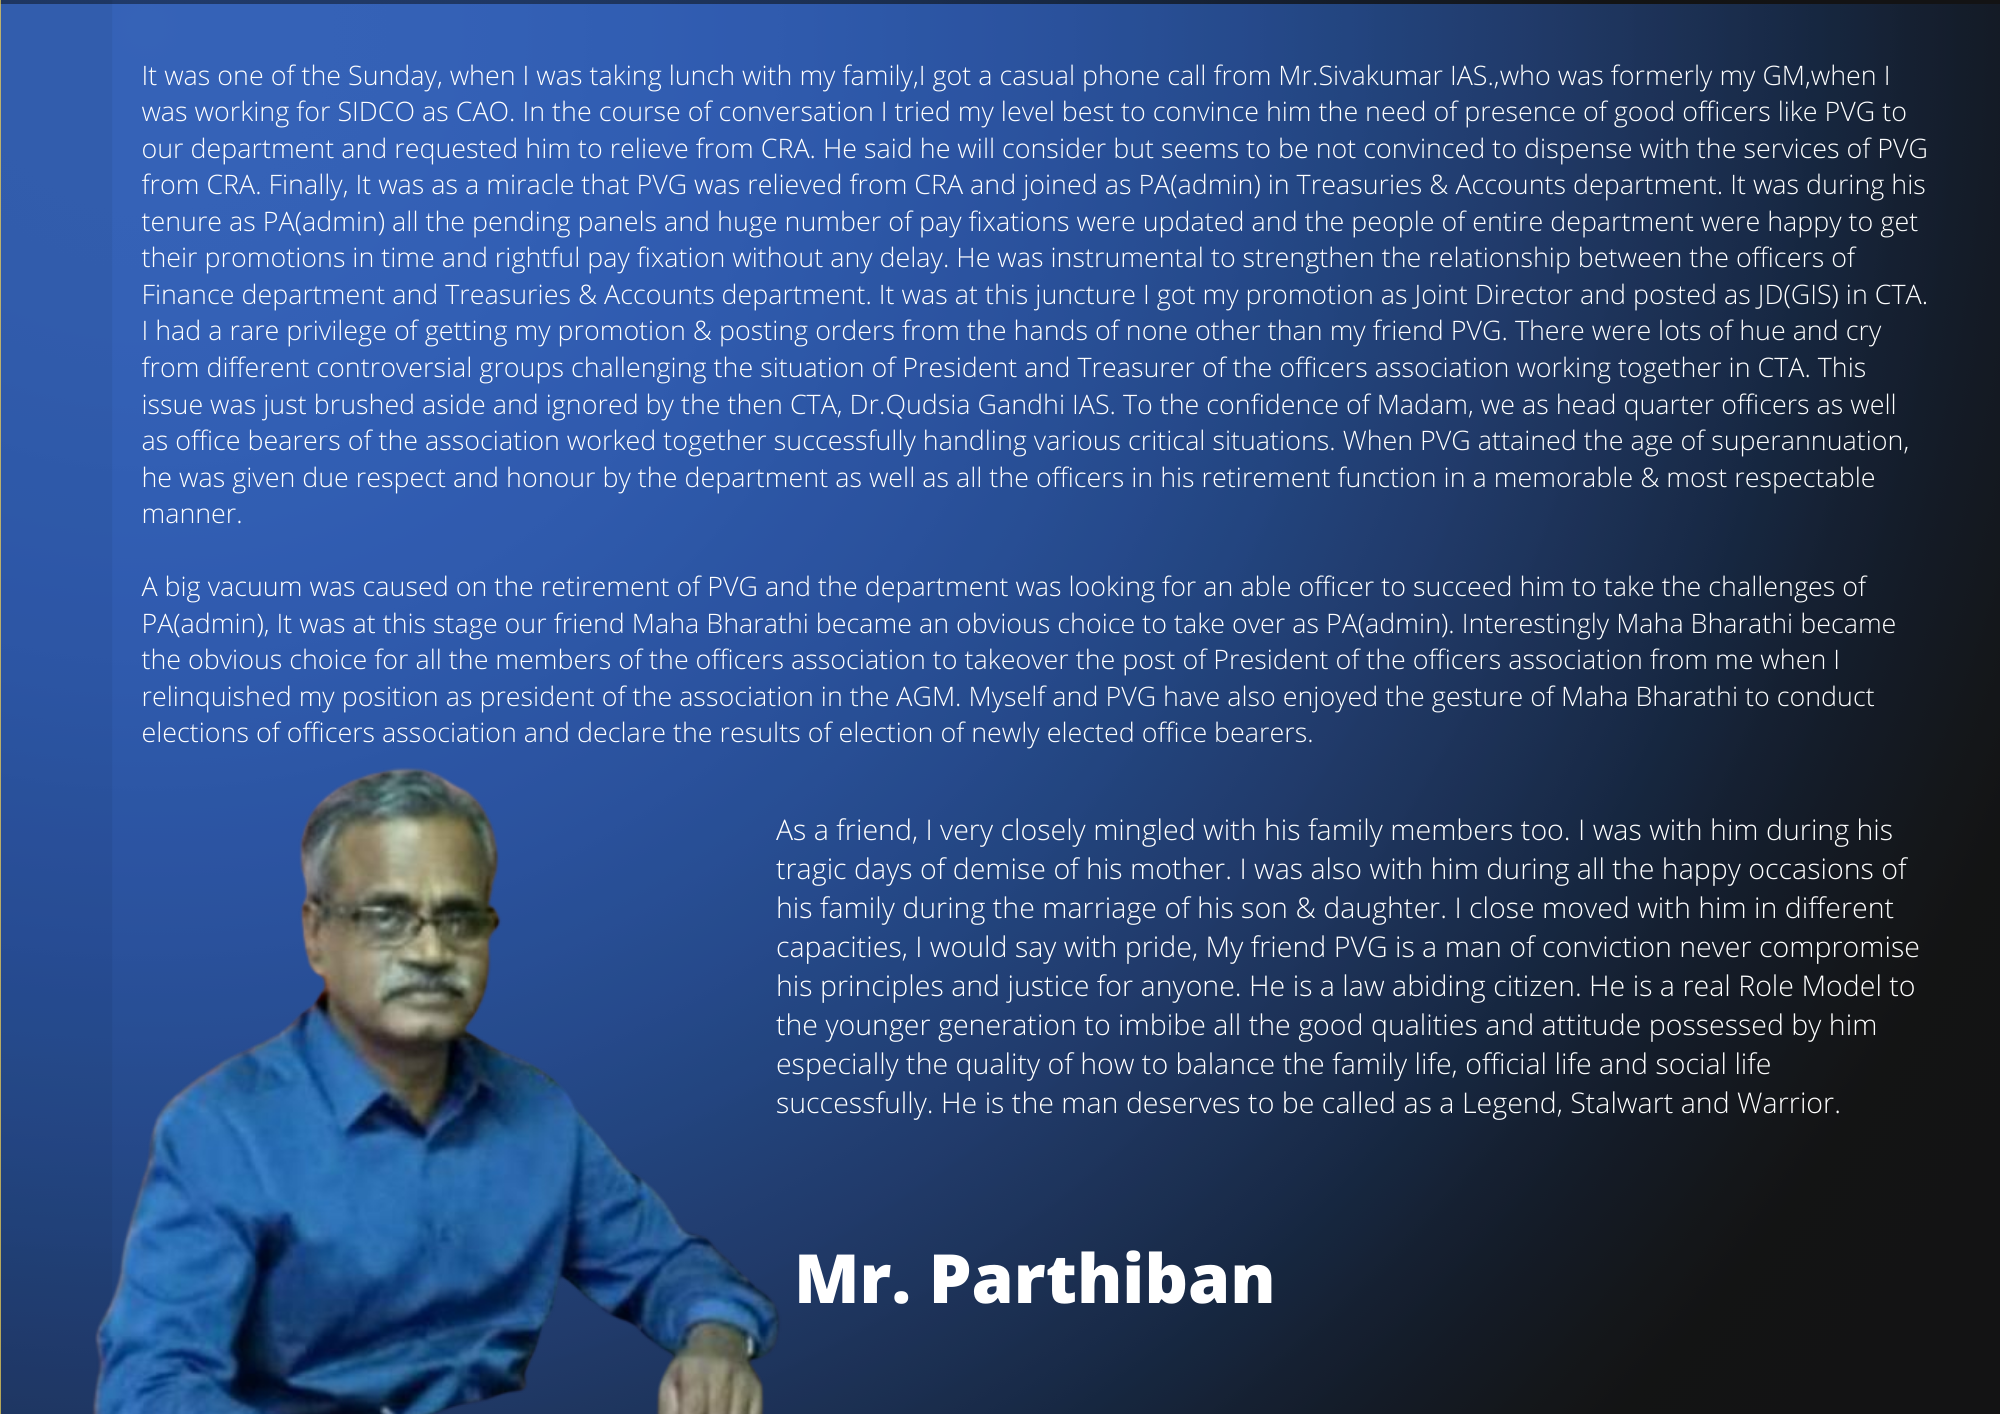 It was one of the Sunday, when I was taking lunch with my family,I got a casual phone call from Mr.Sivakumar IAS.,who was formerly my GM,when I
was working for SIDCO as CAO. In the course of conversation I tried my level best to convince him the need of presence of good officers like PVG to
our department and requested him to relieve from CRA. He said he will consider but seems to be not convinced to dispense with the services of PVG
from CRA. Finally, It was as a miracle that PVG was relieved from CRA and joined as PA(admin) in Treasuries & Accounts department. It was during his
tenure as PA(admin) all the pending panels and huge number of pay fixations were updated and the people of entire department were happy to get
their promotions in time and rightful pay fixation without any delay. He was instrumental to strengthen the relationship between the officers of
Finance department and Treasuries & Accounts department. It was at this juncture I got my promotion as Joint Director and posted as JD(GIS) in CTA.
I had a rare privilege of getting my promotion & posting orders from the hands of none other than my friend PVG. There were lots of hue and cry
from different controversial groups challenging the situation of President and Treasurer of the officers association working together in CTA. This
issue was just brushed aside and ignored by the then CTA, Dr.Qudsia Gandhi IAS. To the confidence of Madam, we as head quarter officers as well
as office bearers of the association worked together successfully handling various critical situations. When PVG attained the age of superannuation,
he was given due respect and honour by the department as well as all the officers in his retirement function in a memorable & most respectable
manner.
A big vacuum was caused on the retirement of PVG and the department was looking for an able officer to succeed him to take the challenges of
PA(admin), It was at this stage our friend Maha Bharathi became an obvious choice to take over as PA(admin). Interestingly Maha Bharathi became
the obvious choice for all the members of the officers association to takeover the post of President of the officers association from me when I
relinquished my position as president of the association in the AGM. Myself and PVG have also enjoyed the gesture of Maha Bharathi to conduct
elections of officers association and declare the results of election of newly elected office bearers.
As a friend, I very closely mingled with his family members too. I was with him during his
tragic days of demise of his mother. I was also with him during all the happy occasions of
his family during the marriage of his son & daughter. I close moved with him in different
capacities, I would say with pride, My friend PVG is a man of conviction never compromise
his principles and justice for anyone. He is a law abiding citizen. He is a real Role Model to
the younger generation to imbibe all the good qualities and attitude possessed by him
especially the quality of how to balance the family life, official life and social life
successfully. He is the man deserves to be called as a Legend, Stalwart and Warrior.
Mr. Parthiban